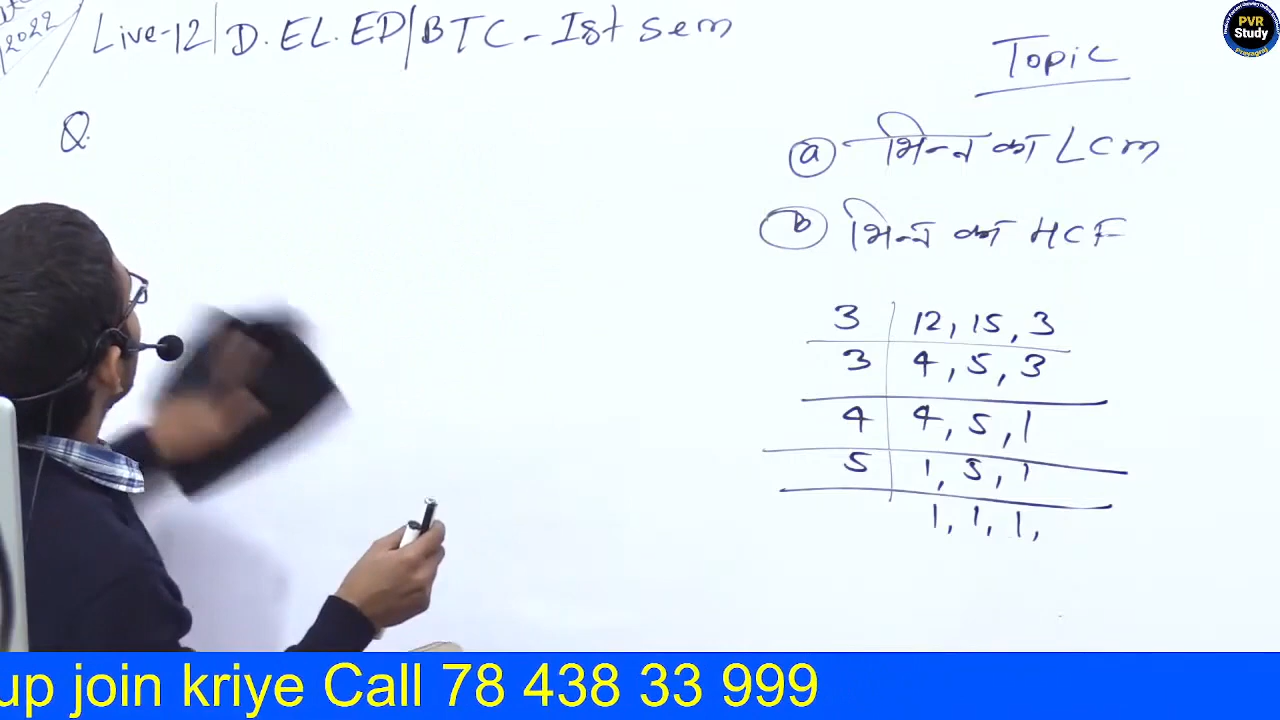 2022 / Live-12 | D.EL.ED/BTC - Ist Sem
PVR
Study
Prayagraj
Topic
Q.
(a) भिन्न का LCM
(b) भिन्न का HCF
3 | 12, 15, 3
3 | 4, 5, 3
4 | 4, 5, 1
5 | 1, 5, 1
1, 1, 1,
up join kriye Call 78 438 33 999